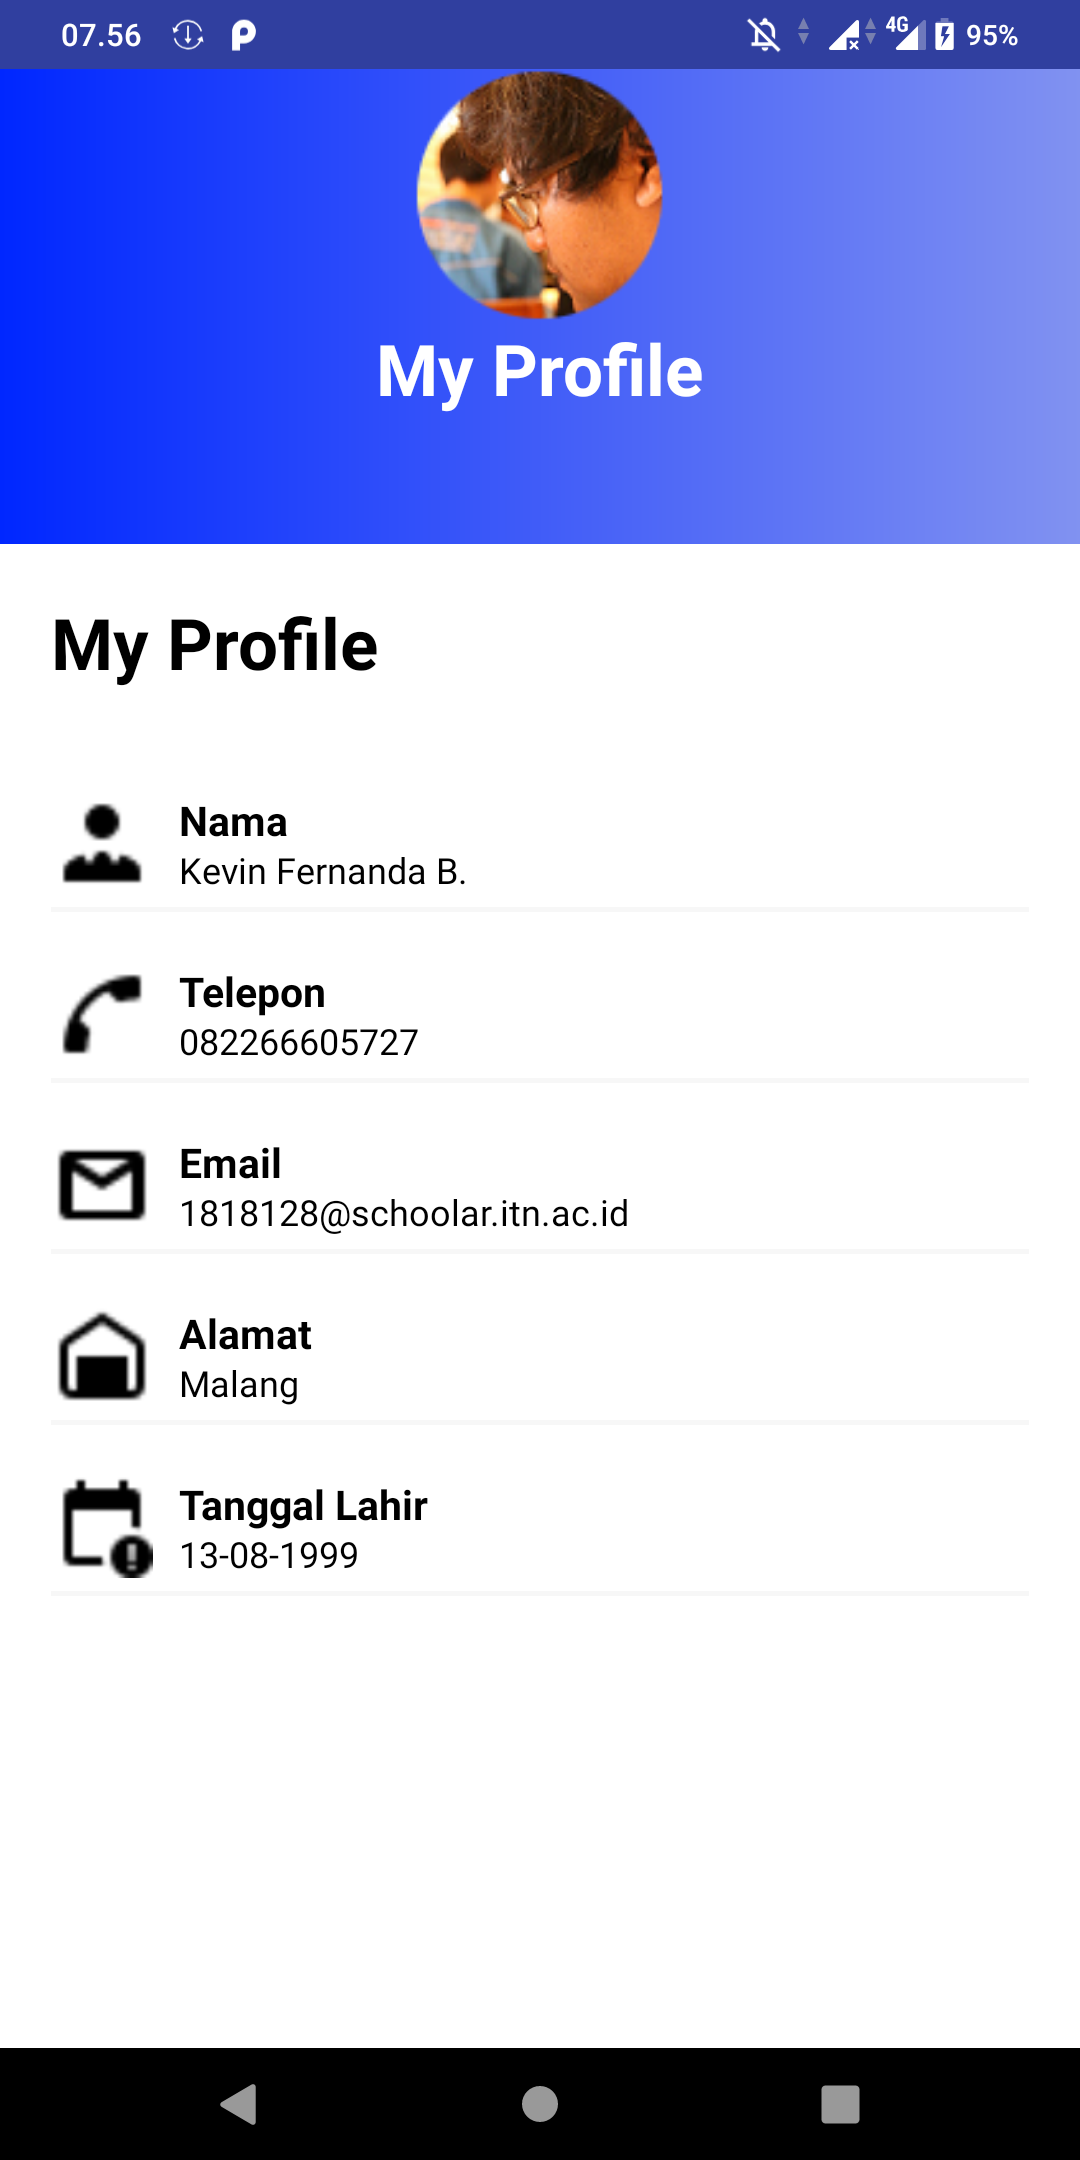 07.56
4G
95%
My Profile
My Profile
Nama
Kevin Fernanda B.
Telepon
082266605727
Email
1818128@schoolar.itn.ac.id
Alamat
Malang
Tanggal Lahir
13-08-1999